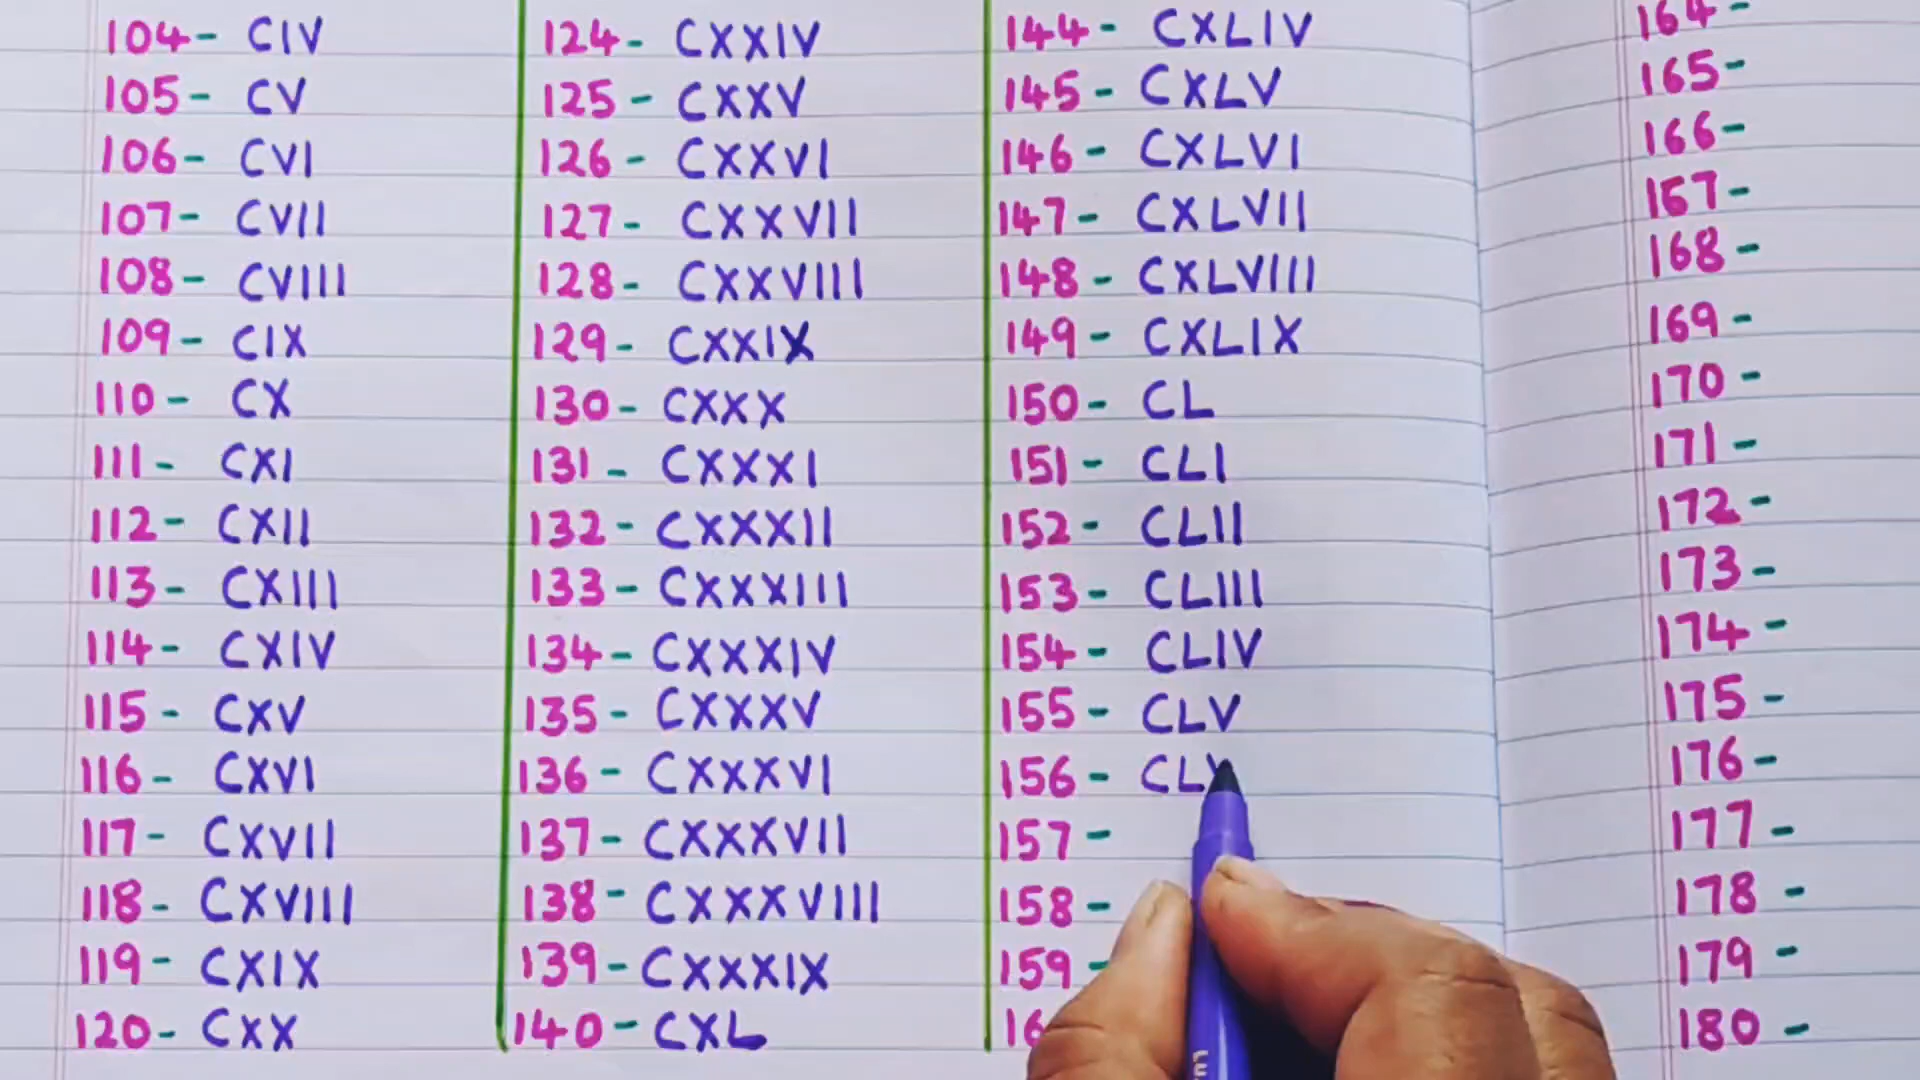 104- CIV
105- CV
106- CVI
107- CVII
108- CVIII
109- CIX
110- CX
111- CXI
112- CXII
113- CXIII
114- CXIV
115- CXV
116- CXVI
117- CXVII
118- CXVIII
119- CXIX
120- CXX
124- CXXIV
125- CXXV
126- CXXVI
127- CXXVII
128- CXXVIII
129- CXXIX
130- CXXX
131- CXXXI
132- CXXXII
133- CXXXIII
134- CXXXIV
135- CXXXV
136- CXXXVI
137- CXXXVII
138- CXXXVIII
139- CXXXIX
140- CXL
144- CXLIV
145- CXLV
146- CXLVI
147- CXLVII
148- CXLVIII
149- CXLIX
150- CL
151- CLI
152- CLII
153- CLIII
154- CLIV
155- CLV
156- CLV
157-
158-
159-
164-
165-
166-
167-
168-
169-
170-
171-
172-
173-
174-
175-
176-
177-
178-
179-
180-